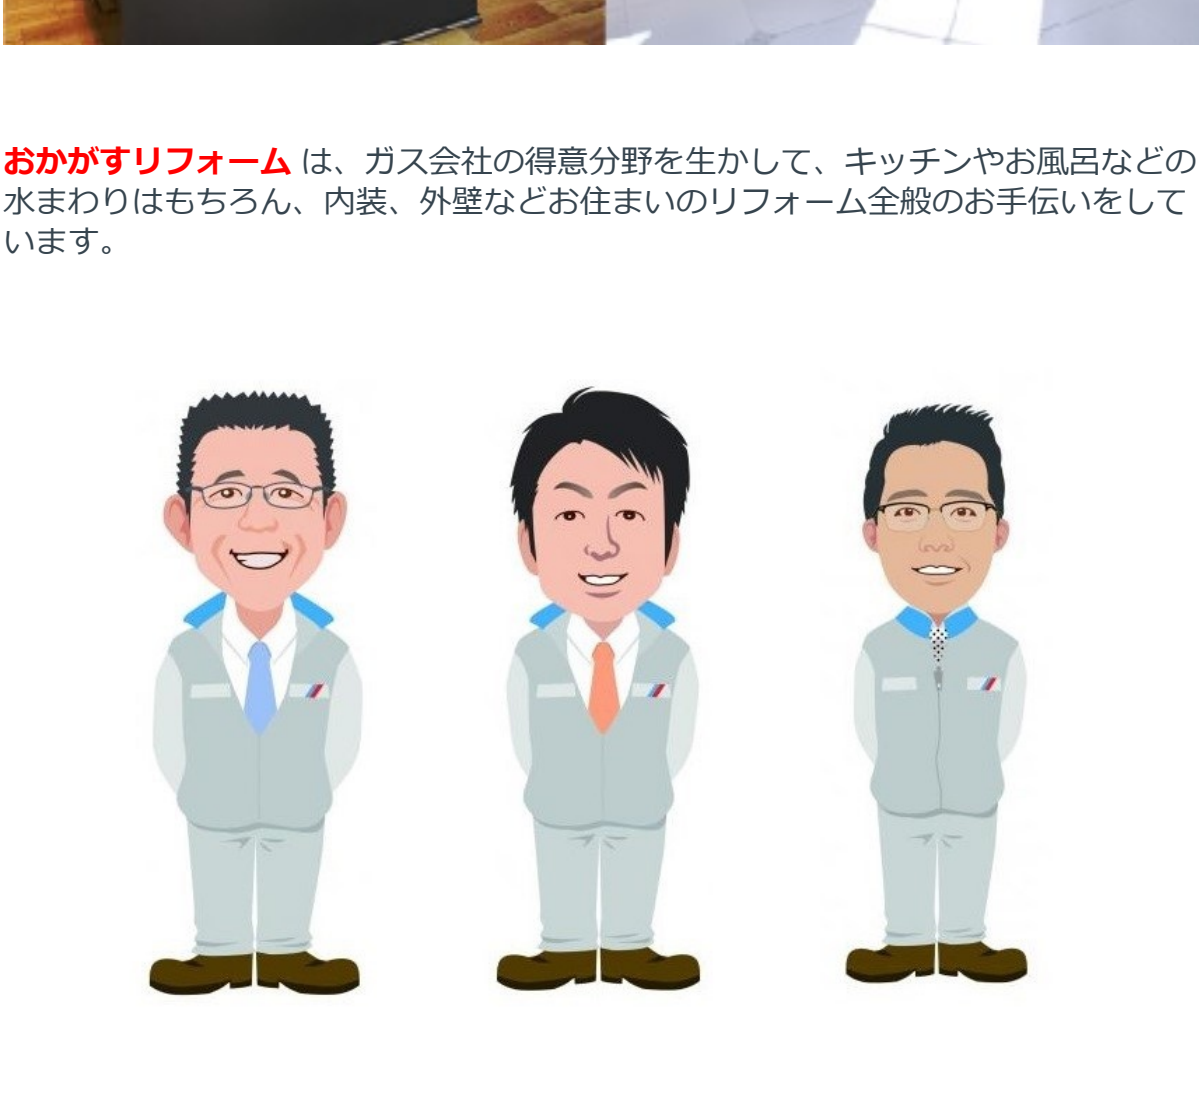 おかがすリフォーム は、ガス会社の得意分野を生かして、キッチンやお風呂などの
水まわりはもちろん、内装、外壁などお住まいのリフォーム全般のお手伝いをして
います。